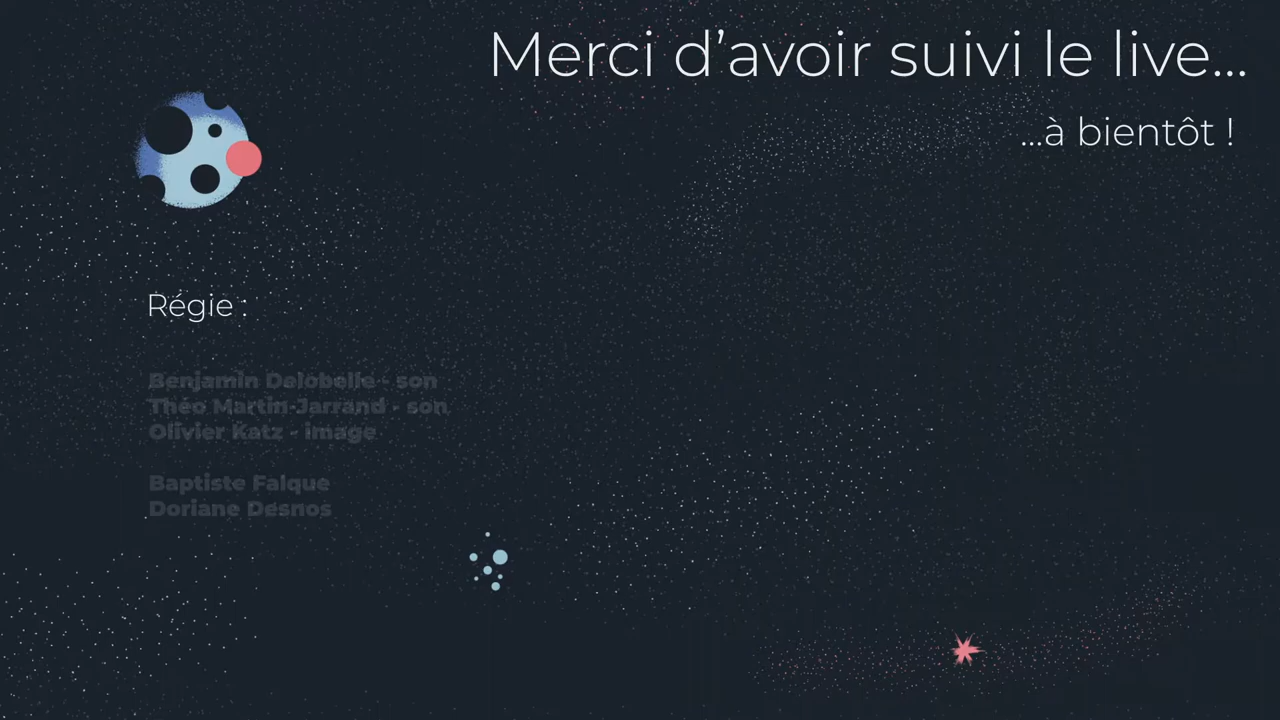 Merci d’avoir suivi le live...
...à bientôt !
Régie :
Benjamin Delobelle - son
Théo Martin-Jarrand - son
Olivier Katz - image
Baptiste Falque
Doriane Desnos